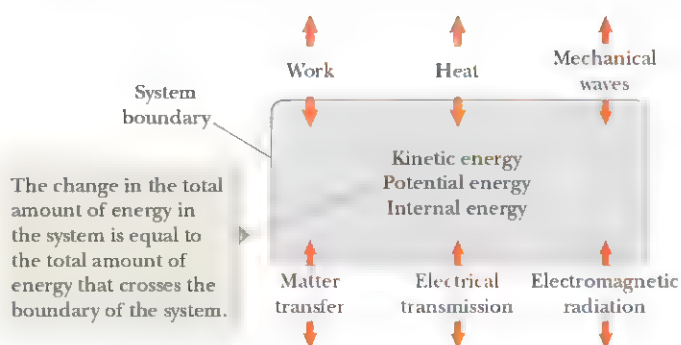 Work
Heat
Mechanical
waves
System
boundary
Kinetic energy
Potential energy
Internal energy
The change in the total
amount of energy in
the system is equal to
the total amount of
energy that crosses the
boundary of the system.
Matter
transfer
Electrical
transmission
Electromagnetic
radiation